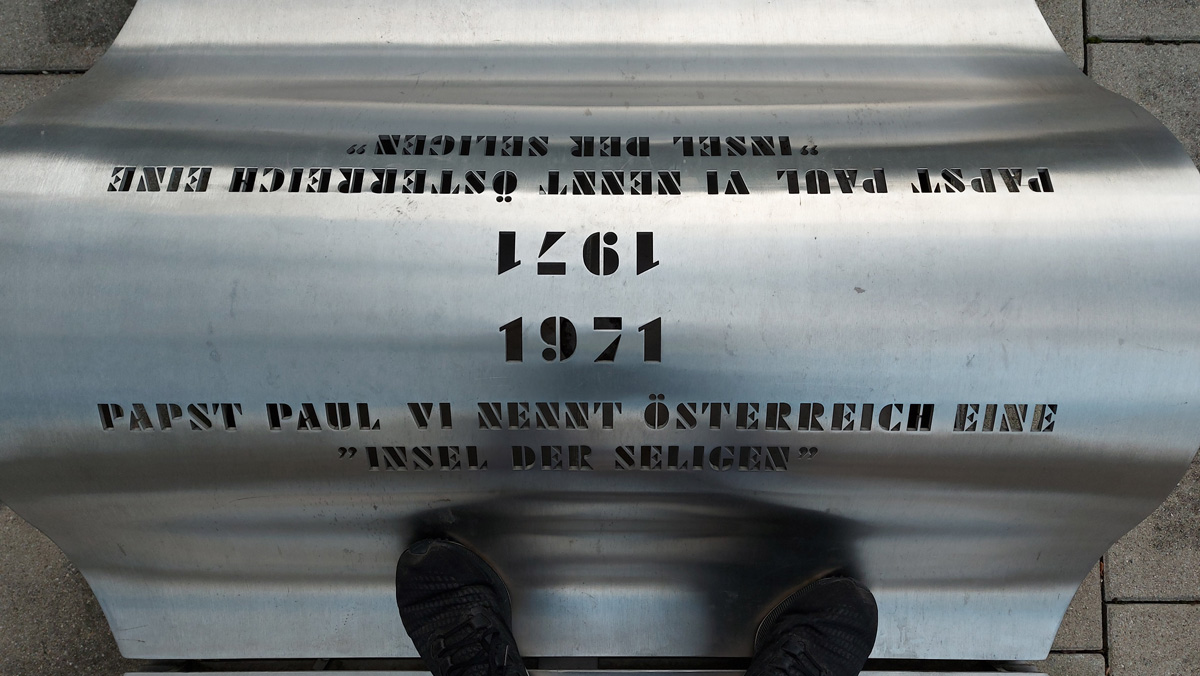 ”INSEL DER SELIGEN”
PAPST PAUL VI NENNT ÖSTERREICH EINE
1971
1971
PAPST PAUL VI NENNT ÖSTERREICH EINE
”INSEL DER SELIGEN”